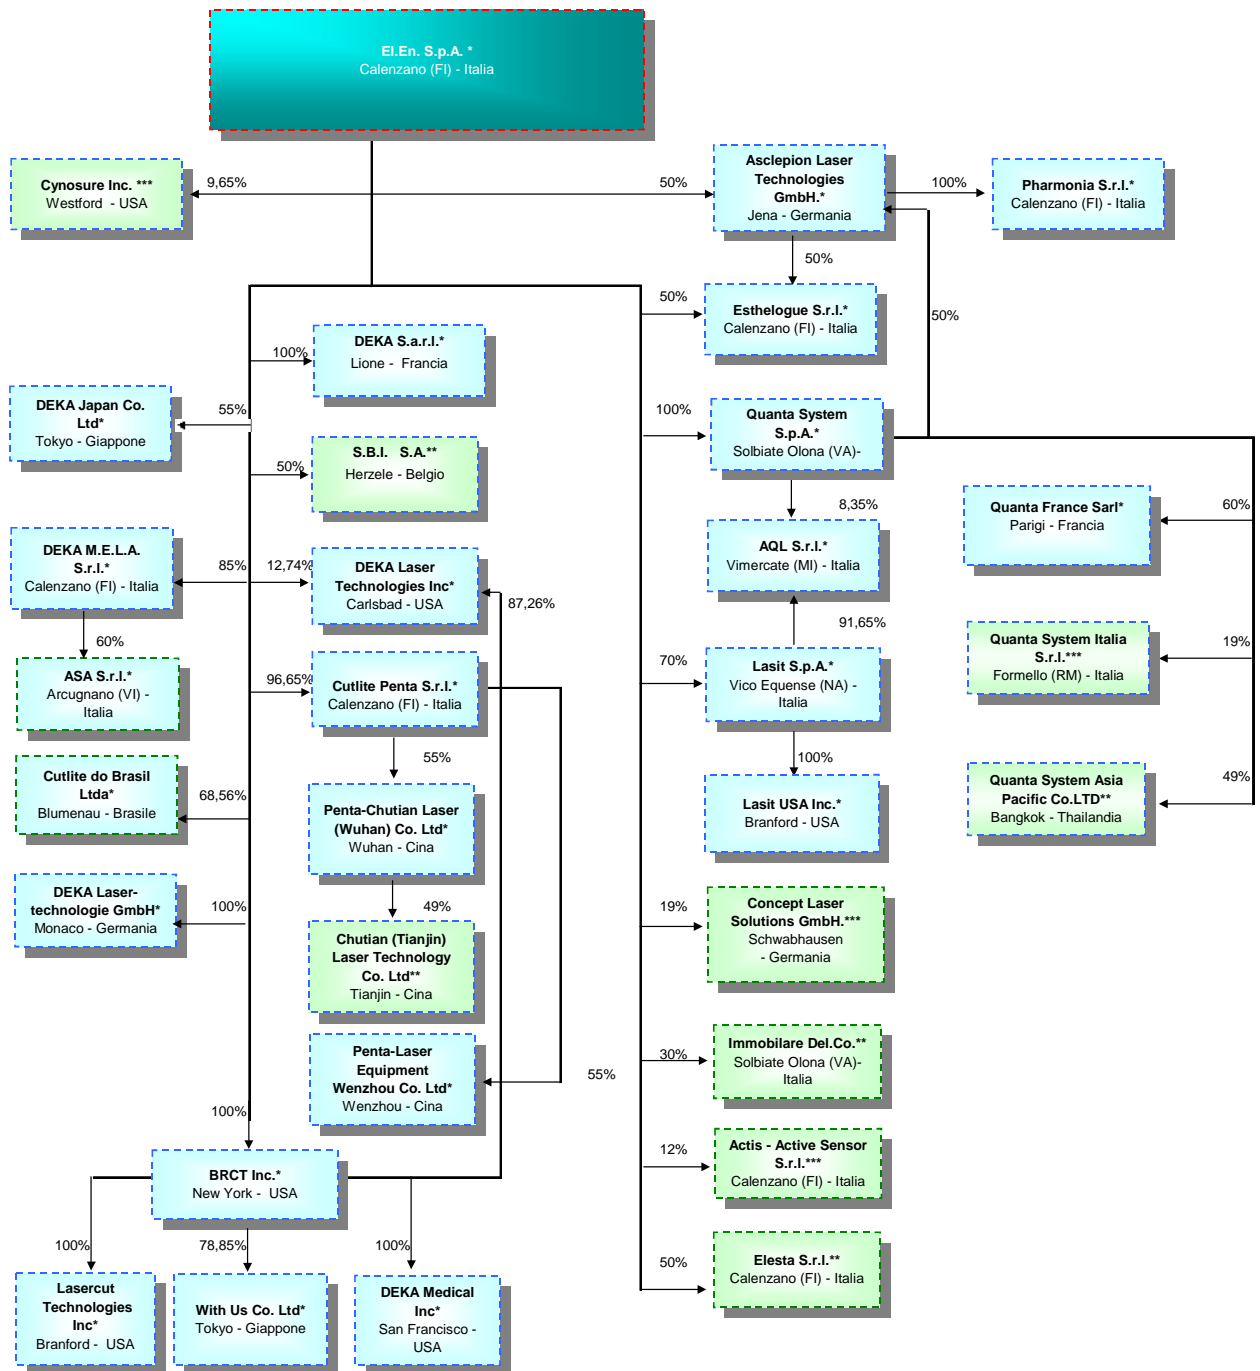 El.En. S.p.A. *
Calenzano (FI) - Italia
Cynosure Inc. ***
Westford - USA
9,65%
50%
Asclepion Laser
Technologies
GmbH.*
Jena - Germania
100%
Pharmonia S.r.l.*
Calenzano (FI) - Italia
50%
50%
Esthelogue S.r.l.*
Calenzano (FI) - Italia
50%
100%
DEKA S.a.r.l.*
Lione - Francia
DEKA Japan Co.
Ltd*
Tokyo - Giappone
55%
100%
Quanta System
S.p.A.*
Solbiate Olona (VA)-
50%
S.B.I. S.A.**
Herzele - Belgio
8,35%
Quanta France Sarl*
Parigi - Francia
60%
DEKA M.E.L.A.
S.r.l.*
Calenzano (FI) - Italia
85%
12,74%
DEKA Laser
Technologies Inc*
Carlsbad - USA
87,26%
AQL S.r.l.*
Vimercate (MI) - Italia
91,65%
60%
ASA S.r.l.*
Arcugnano (VI) -
Italia
96,65%
Cutlite Penta S.r.l.*
Calenzano (FI) - Italia
70%
Lasit S.p.A.*
Vico Equense (NA) -
Italia
Quanta System Italia
S.r.l.***
Formello (RM) - Italia
19%
55%
100%
Cutlite do Brasil
Ltda*
Blumenau - Brasile
68,56%
Penta-Chutian Laser
(Wuhan) Co. Ltd*
Wuhan - Cina
Lasit USA Inc.*
Branford - USA
Quanta System Asia
Pacific Co.LTD**
Bangkok - Thailandia
49%
DEKA Laser-
technologie GmbH*
Monaco - Germania
100%
49%
Chutian (Tianjin)
Laser Technology
Co. Ltd**
Tianjin - Cina
19%
Concept Laser
Solutions GmbH.***
Schwabhausen
- Germania
Penta-Laser
Equipment
Wenzhou Co. Ltd*
Wenzhou - Cina
55%
30%
Immobilare Del.Co.**
Solbiate Olona (VA)-
Italia
100%
BRCT Inc.*
New York - USA
12%
Actis - Active Sensor
S.r.l.***
Calenzano (FI) - Italia
100%
78,85%
100%
50%
Elesta S.r.l.**
Calenzano (FI) - Italia
Lasercut
Technologies
Inc*
Branford - USA
With Us Co. Ltd*
Tokyo - Giappone
DEKA Medical
Inc*
San Francisco -
USA